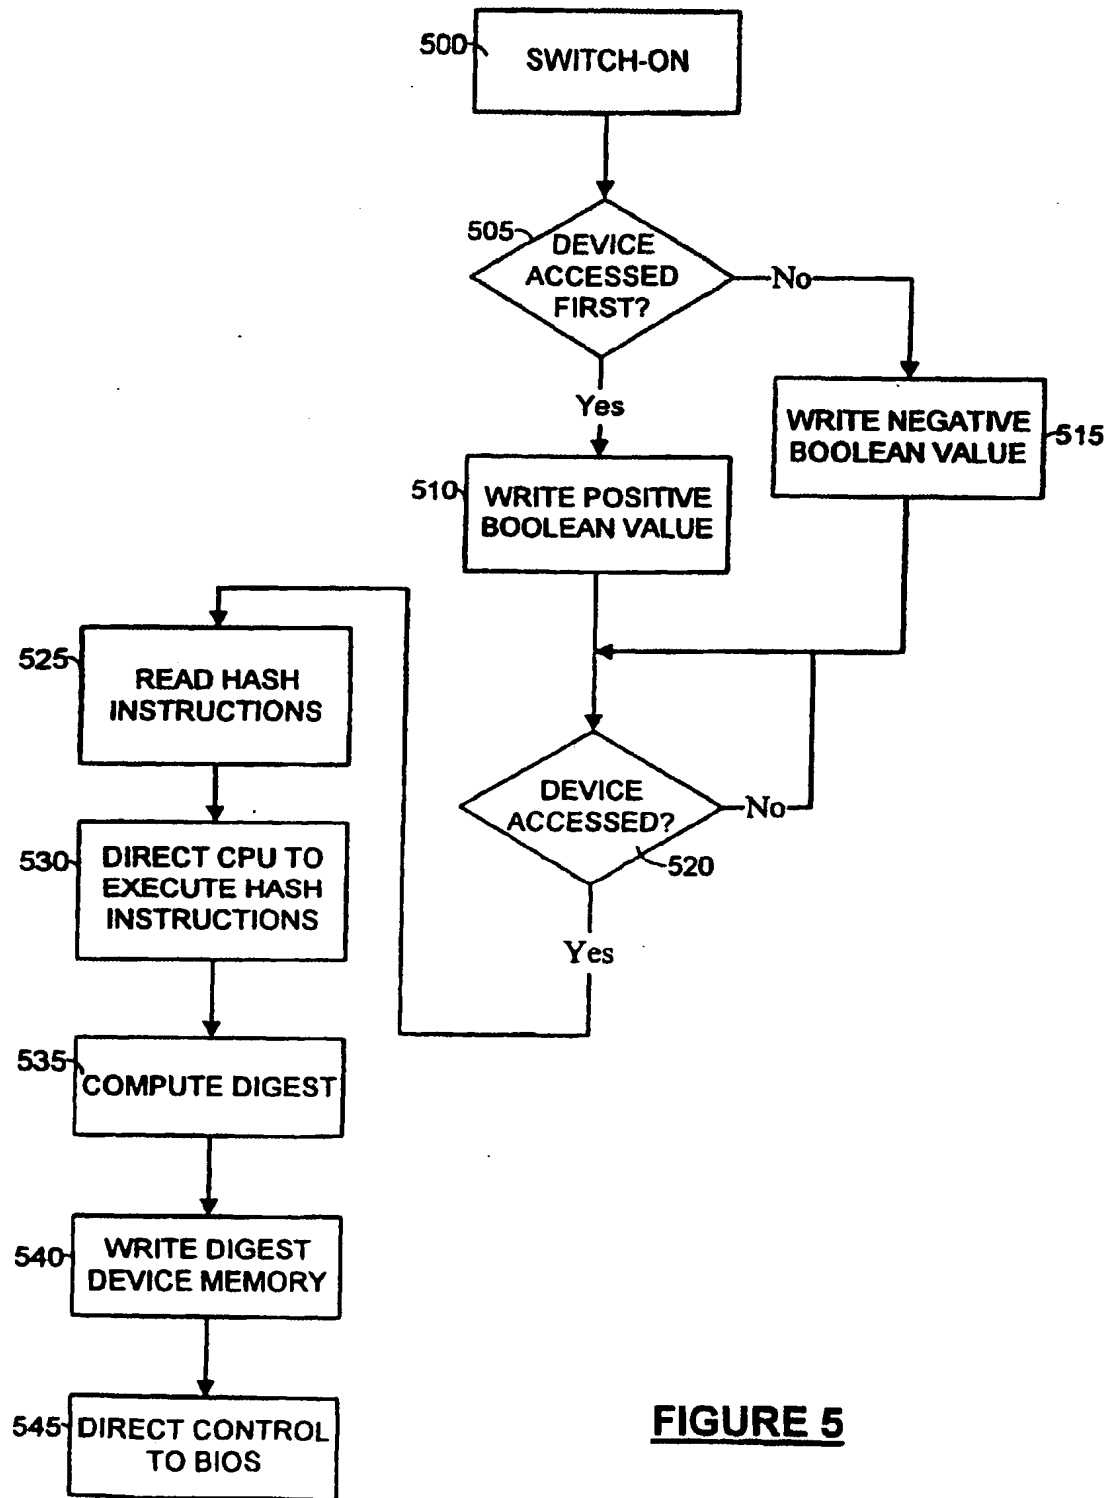 500
SWITCH-ON
505
DEVICE
ACCESSED
FIRST?
No
Yes
WRITE NEGATIVE
BOOLEAN VALUE
515
510
WRITE POSITIVE
BOOLEAN VALUE
DEVICE
ACCESSED?
No
520
Yes
525
READ HASH
INSTRUCTIONS
530
DIRECT CPU TO
EXECUTE HASH
INSTRUCTIONS
535
COMPUTE DIGEST
540
WRITE DIGEST
DEVICE MEMORY
545
DIRECT CONTROL
TO BIOS
FIGURE 5